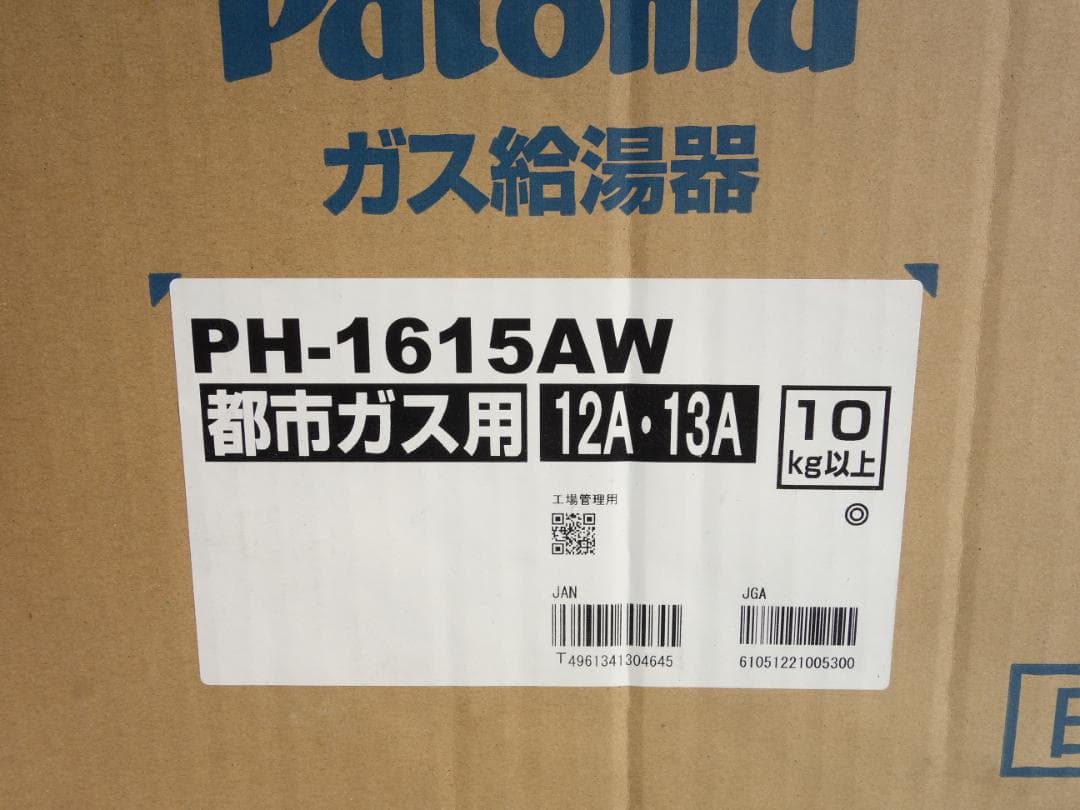 Paloma
ガス給湯器
PH-1615AW
都市ガス用 12A・13A
10
kg以上
工場管理用
◎
JAN
JGA
T4961341304645
61051221005300